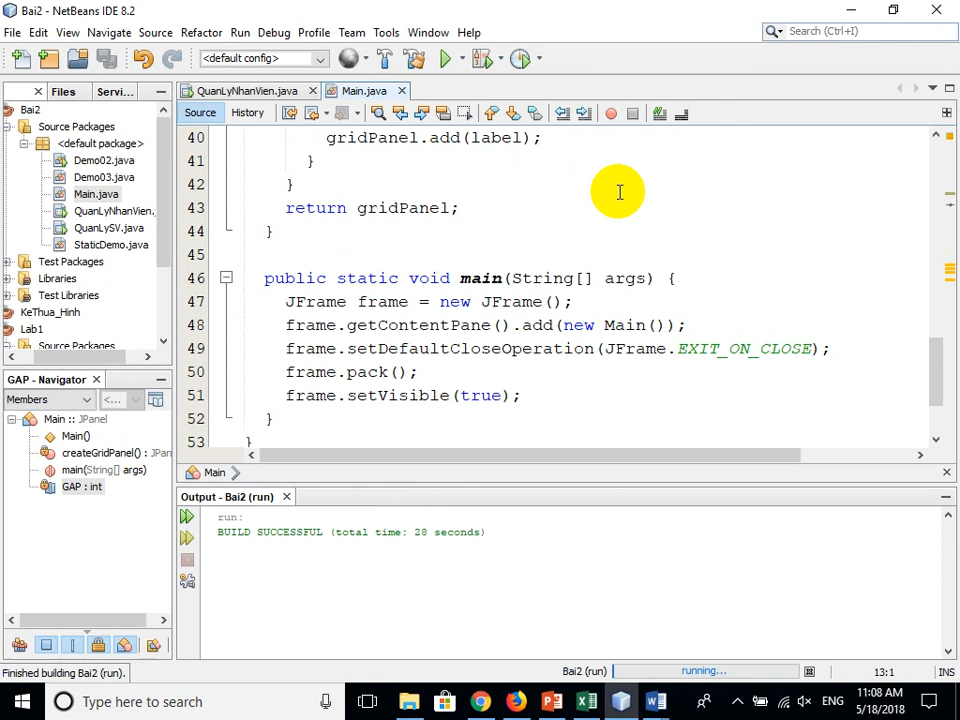 Bai2 - NetBeans IDE 8.2
File Edit View Navigate Source Refactor Run Debug Profile Team Tools Window Help
Search (Ctrl+I)
<default config>
Files Servi...
QuanLyNhanVien.java Main.java
Source History
Bai2
Source Packages
<default package>
Demo02.java
Demo03.java
Main.java
QuanLyNhanVien.
QuanLySV.java
StaticDemo.java
Test Packages
Libraries
Test Libraries
KeThua_Hinh
Lab1
Source Packages
40 gridPanel.add(label);
41 }
42 }
43 return gridPanel;
44 }
45
46 public static void main(String[] args) {
47 JFrame frame = new JFrame();
48 frame.getContentPane().add(new Main());
49 frame.setDefaultCloseOperation(JFrame.EXIT_ON_CLOSE);
50 frame.pack();
51 frame.setVisible(true);
52 }
53 }
Main
GAP - Navigator
Members <...
Main :: JPanel
Main()
createGridPanel() : JPan
main(String[] args)
GAP : int
Output - Bai2 (run)
run:
BUILD SUCCESSFUL (total time: 28 seconds)
Finished building Bai2 (run).
Bai2 (run) running... 13:1 INS
Type here to search
ENG
11:08 AM
5/18/2018